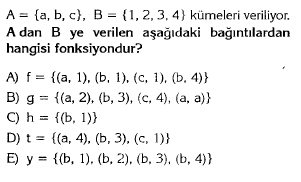 A = {a, b, c}, B = {1, 2, 3, 4} kümeleri veriliyor.
A dan B ye verilen aşağıdaki bağıntılardan
hangisi fonksiyondur?
A) f = {(a, 1), (b, 1), (c, 1), (b, 4)}
B) g = {(a, 2), (b, 3), (c, 4), (a, a)}
C) h = {(b, 1)}
D) t = {(a, 4), (b, 3), (c, 1)}
E) y = {(b, 1), (b, 2), (b, 3), (b, 4)}